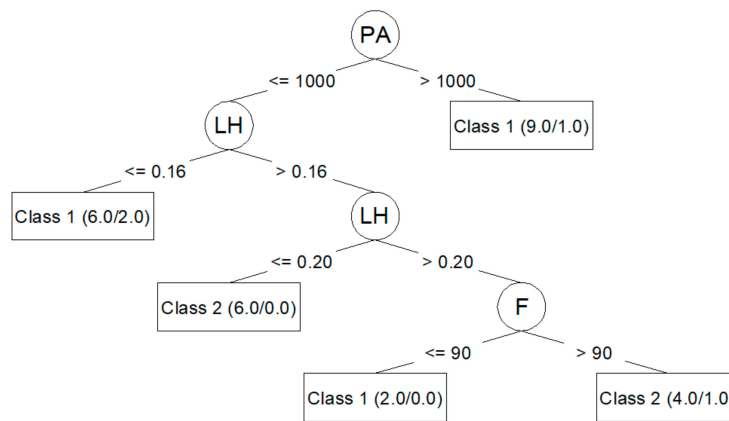 PA
<= 1000
> 1000
LH
Class 1 (9.0/1.0)
<= 0.16
> 0.16
Class 1 (6.0/2.0)
LH
<= 0.20
> 0.20
Class 2 (6.0/0.0)
F
<= 90
> 90
Class 1 (2.0/0.0)
Class 2 (4.0/1.0